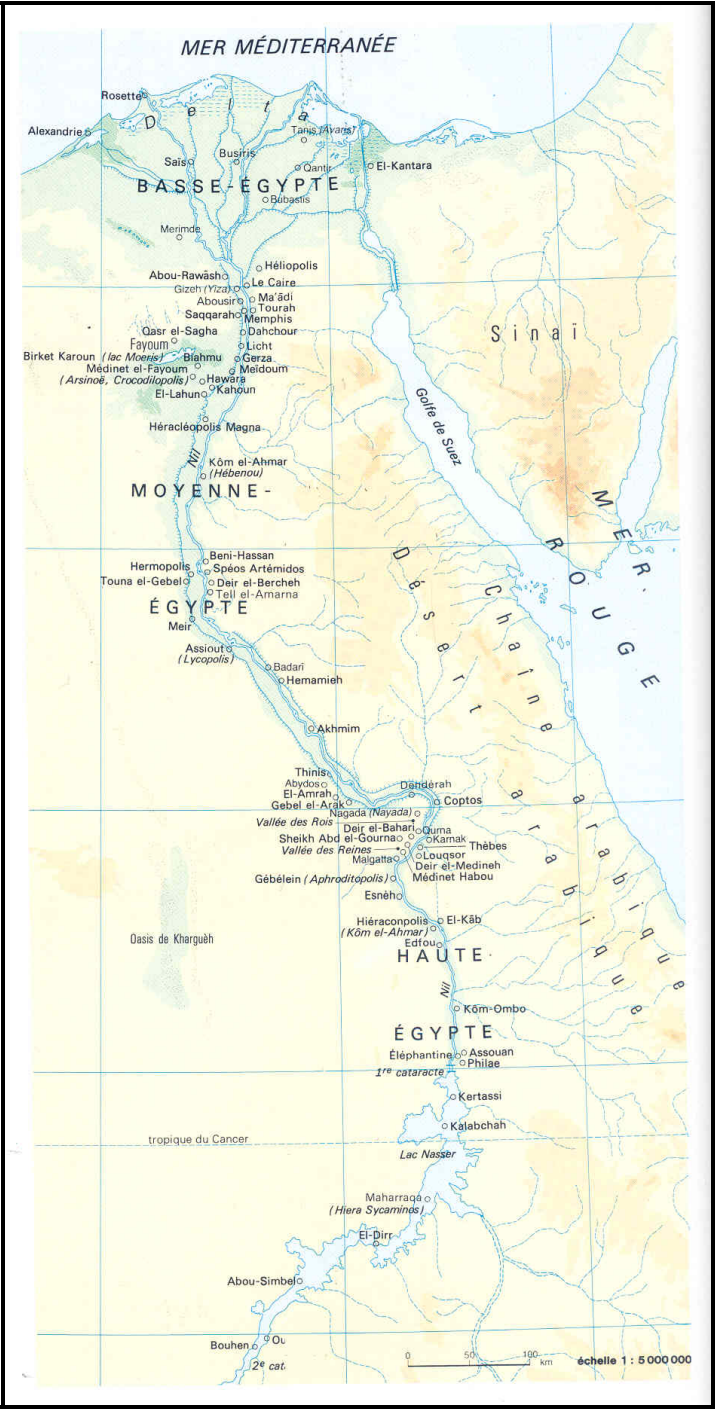 MER MÉDITERRANÉE
Rosette
Delta
Alexandrie
Tanis (Avaris)
Saïs
Busiris
Qantir
El-Kantara
BASSE-ÉGYPTE
Bubastis
Merimde
Héliopolis
Abou-Rawāsh
Le Caire
Gizeh (Yiza)
Abousir
Ma'ādi
Tourah
Saqqarah
Memphis
Qasr el-Sagha
Dahchour
Sinaï
Fayoum
Licht
Birket Karoun (lac Moeris)
Biahmu
Gerza
Médinet el-Fayoum
Meïdoum
(Arsinoë, Crocodilopolis)
Hawara
Kahoun
El-Lahun
Golfe de Suez
Héracléopolis Magna
Nil
Kôm el-Ahmar
(Hébenou)
MOYENNE-
MER ROUGE
Beni-Hassan
Hermopolis
Spéos Artémidos
Touna el-Gebel
Deir el-Bercheh
Tell el-Amarna
ÉGYPTE
Meir
Désert arabique
Chaîne arabique
Assiout
(Lycopolis)
Badari
Hemamieh
Akhmim
Thinis
Abydos
Dendérah
El-Amrah
Gebel el-Arak
Coptos
Nagada (Nayada)
Vallée des Rois
Deir el-Bahari
Qurna
Sheikh Abd el-Gourna
Karnak
Vallée des Reines
Thèbes
Malgatta
Louqsor
Deir el-Medineh
Gébélein (Aphroditopolis)
Médinet Habou
Esnèh
Hiéraconpolis
El-Kâb
(Kôm el-Ahmar)
Edfou
Oasis de Kharguèh
HAUTE
Nil
Kôm-Ombo
ÉGYPTE
Éléphantine
Assouan
Philae
1re cataracte
Kertassi
Kalabchah
tropique du Cancer
Lac Nasser
Maharraqa
(Hiera Sycaminos)
El-Dirr
Abou-Simbel
Bouhen
Ou
2e cat
0 50 100 km
échelle 1 : 5 000 000